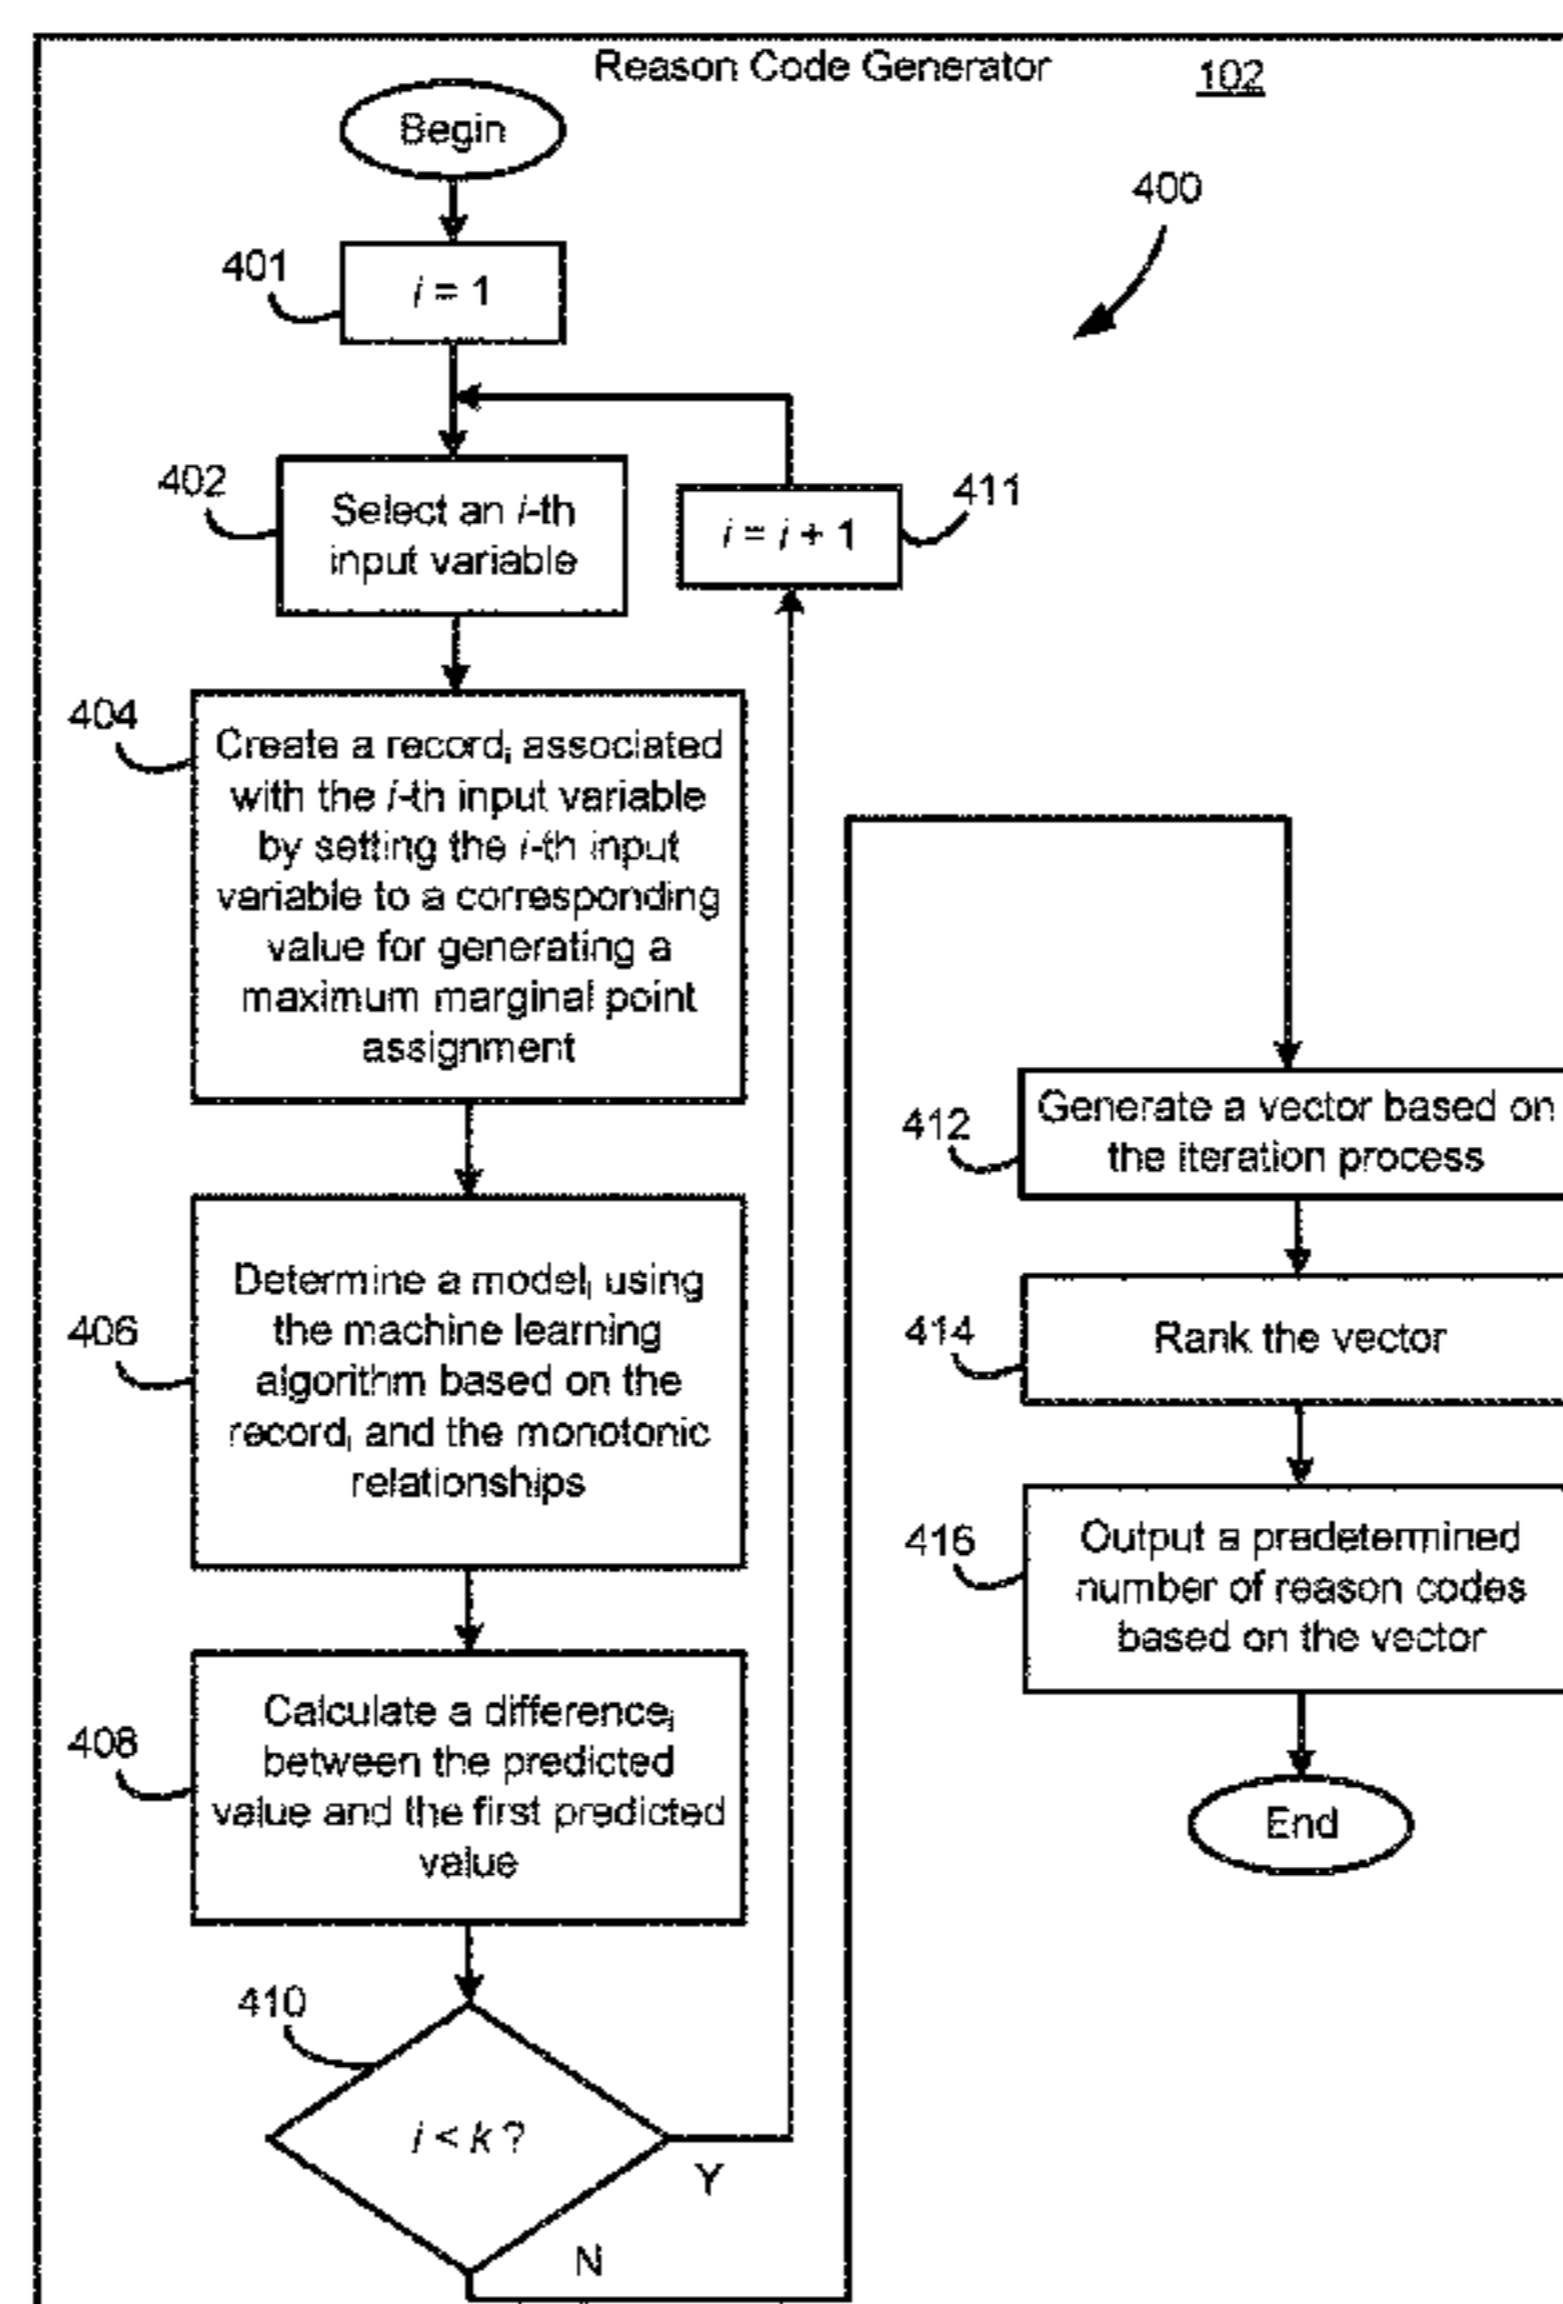 Reason Code Generator 102
Begin
400
401
i = 1
402
Select an i-th
input variable
411
i = i + 1
404
Create a recordᵢ associated
with the i-th input variable
by setting the i-th input
variable to a corresponding
value for generating a
maximum marginal point
assignment
406
Determine a modelᵢ using
the machine learning
algorithm based on the
recordᵢ and the monotonic
relationships
408
Calculate a differenceᵢ
between the predicted
value and the first predicted
value
410
i < k ?
Y
N
412
Generate a vector based on
the iteration process
414
Rank the vector
416
Output a predetermined
number of reason codes
based on the vector
End